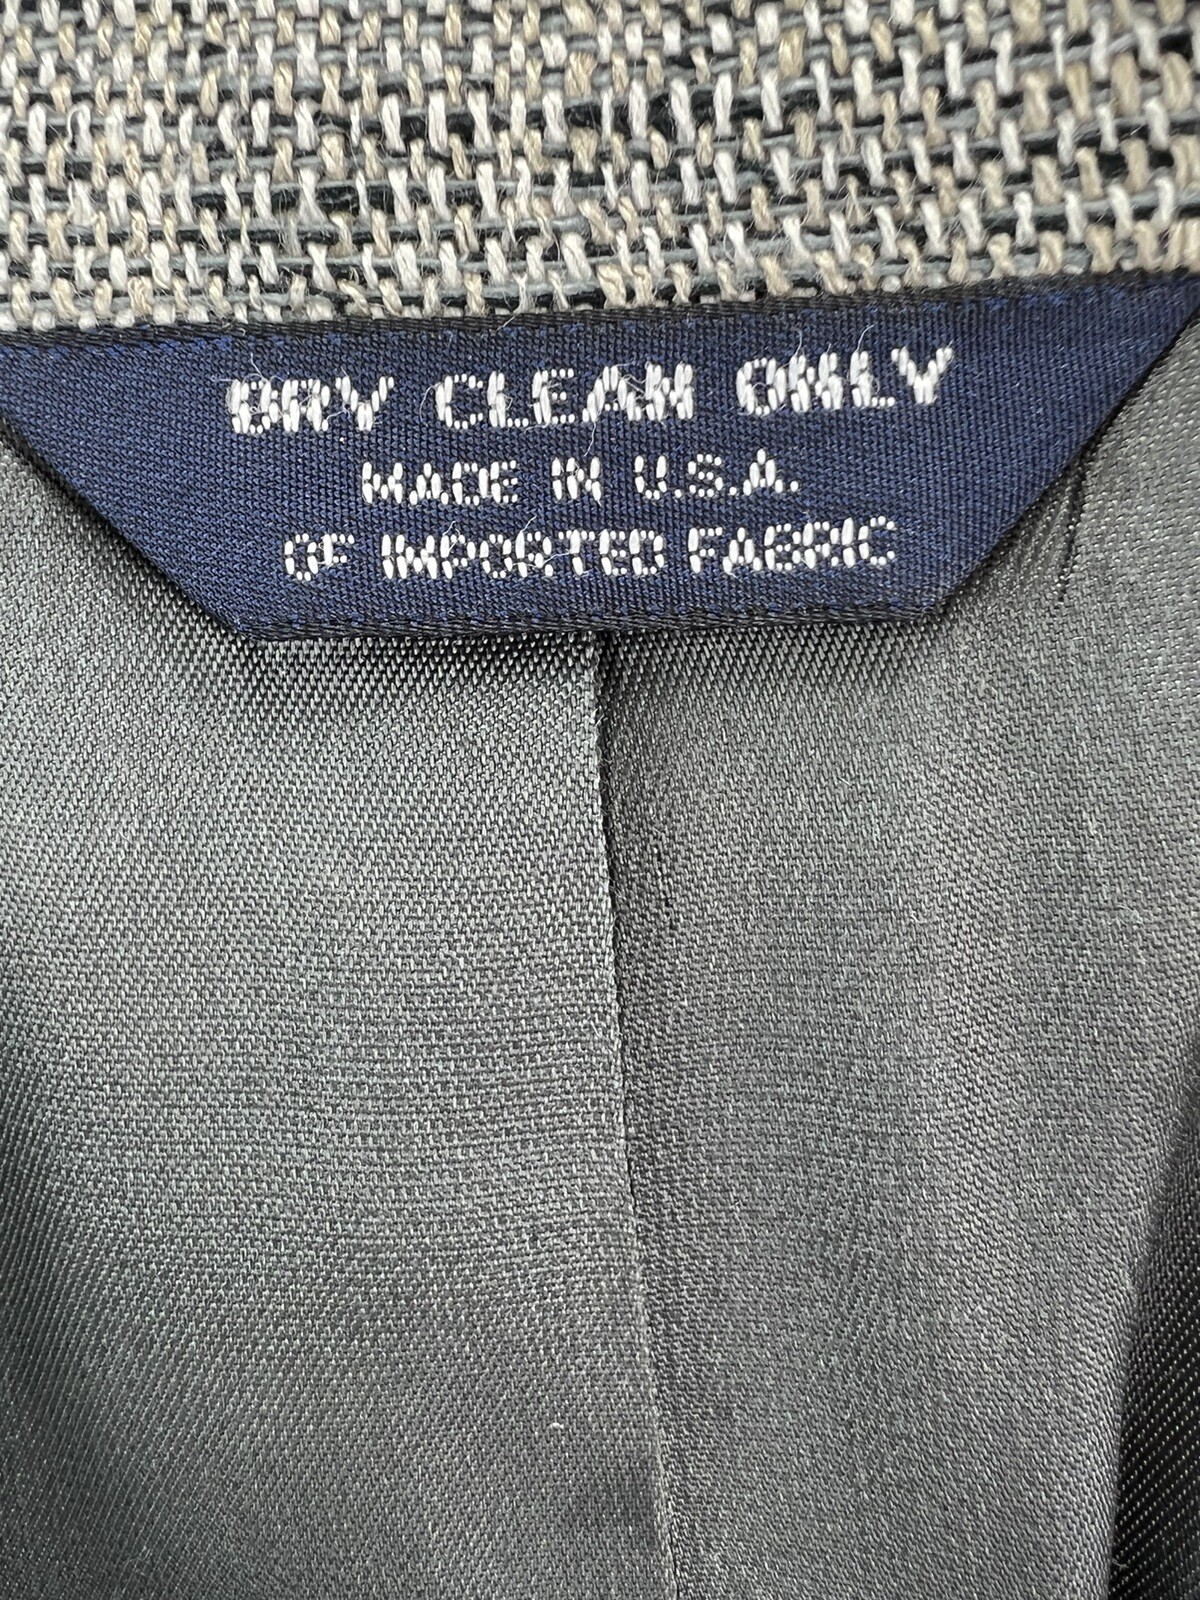 DRY CLEAN ONLY
MADE IN U.S.A.
OF IMPORTED FABRIC